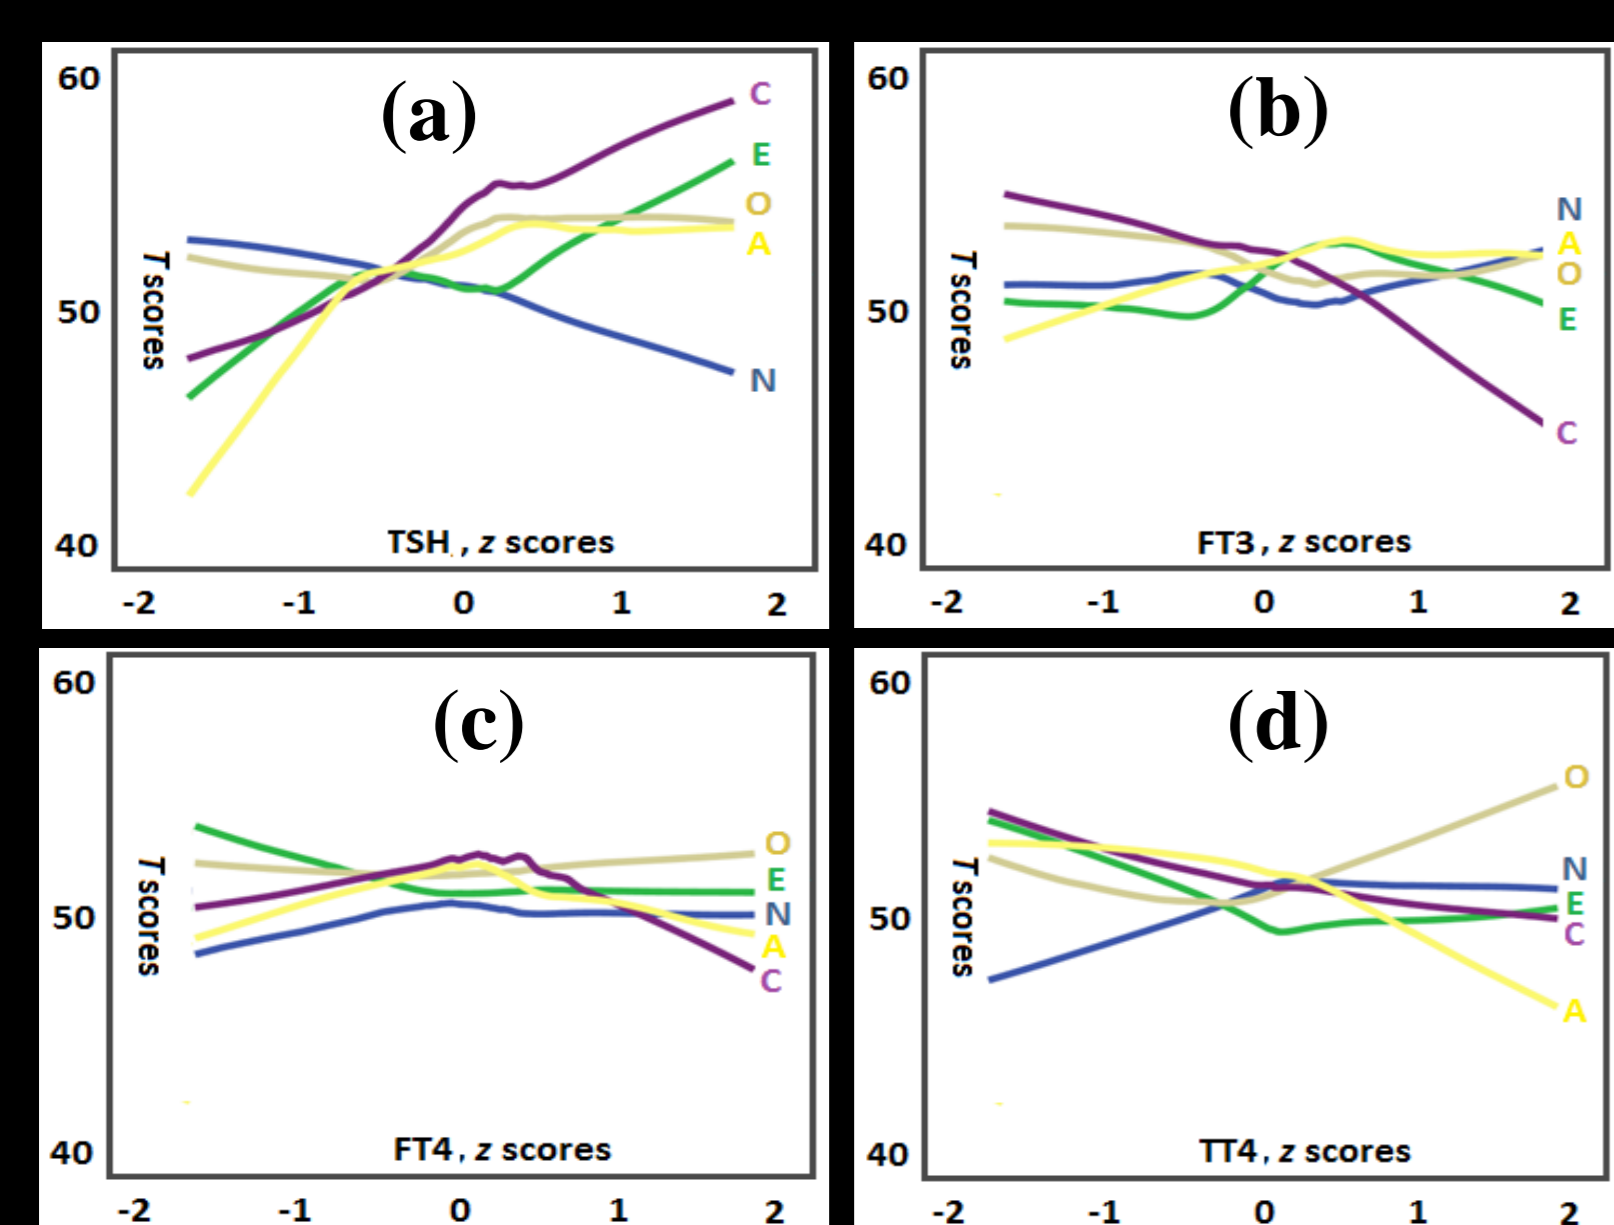 (a)
60
50
40
T scores
C
E
O
A
N
TSH , z scores
-2 -1 0 1 2
(b)
60
50
40
T scores
N
A
O
E
C
FT3 , z scores
-2 -1 0 1 2
(c)
60
50
40
T scores
O
E
N
A
C
FT4 , z scores
-2 -1 0 1 2
(d)
60
50
40
T scores
O
N
E
C
A
TT4 , z scores
-2 -1 0 1 2